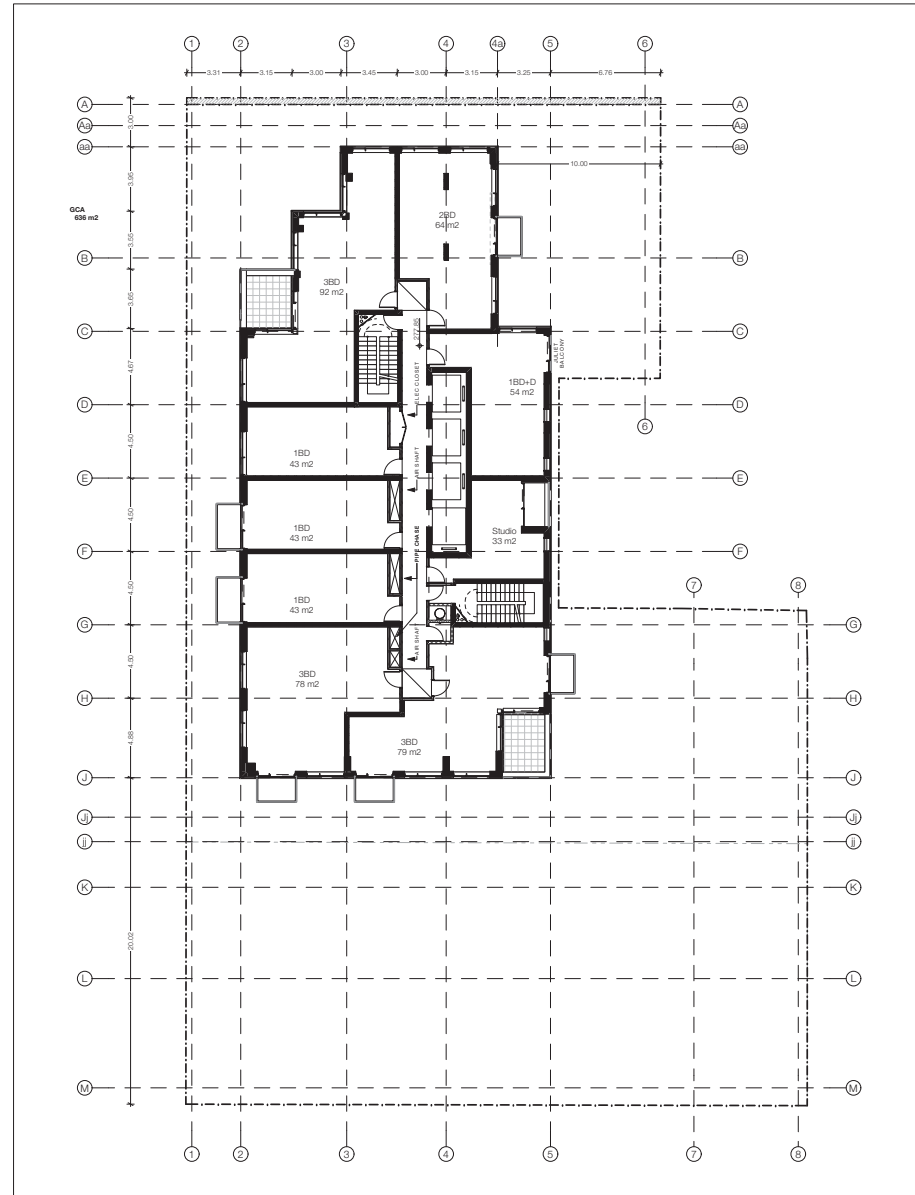 1 2 3 4 4a 5 6
3.31 3.15 3.00 3.45 3.00 3.15 3.25 6.76
A A
3.00
Aa Aa
aa aa
10.00
3.95
GCA
636 m2
2BD
64 m2
3.55
B B
3BD
92 m2
3.65
C C
277.85
JULIET
BALCONY
4.67
ELEC CLOSET
1BD+D
54 m2
D D
6
4.50
1BD
43 m2
AIR SHAFT
E E
4.50
1BD
43 m2
Studio
33 m2
PIPE CHASE
F F
4.50
1BD
43 m2
7 8
G G
AIR SHAFT
4.50
3BD
78 m2
H H
4.88
3BD
79 m2
J J
Jj Jj
jj jj
K K
20.02
L L
M M
1 2 3 4 5 7 8